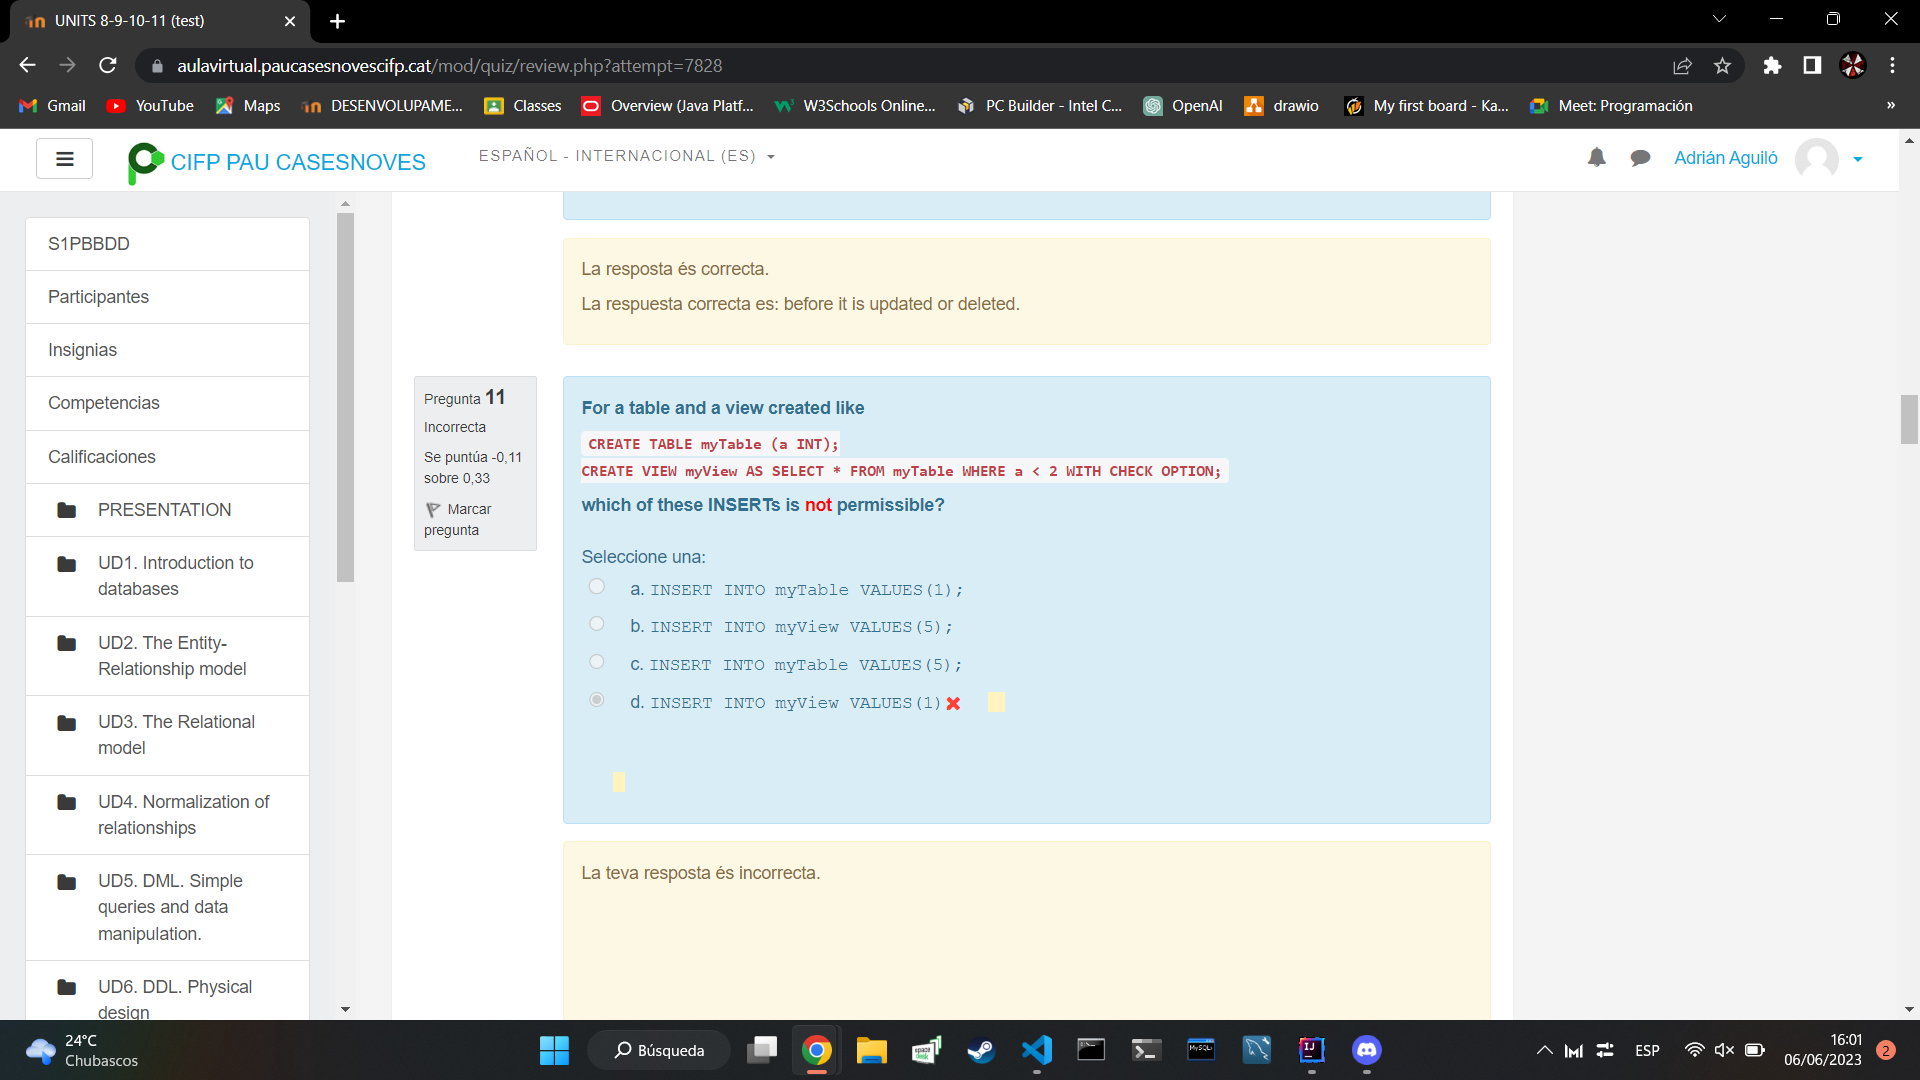 UNITS 8-9-10-11 (test)
aulavirtual.paucasesnovescifp.cat/mod/quiz/review.php?attempt=7828
Gmail
YouTube
Maps
DESENVOLUPAME...
Classes
Overview (Java Platf...
W3Schools Online...
PC Builder - Intel C...
OpenAI
drawio
My first board - Ka...
Meet: Programación
»
CIFP PAU CASESNOVES
ESPAÑOL - INTERNACIONAL (ES)
Adrián Aguiló
S1PBBDD
Participantes
Insignias
Competencias
Calificaciones
PRESENTATION
UD1. Introduction to
databases
UD2. The Entity-
Relationship model
UD3. The Relational
model
UD4. Normalization of
relationships
UD5. DML. Simple
queries and data
manipulation.
UD6. DDL. Physical
design
La resposta és correcta.
La respuesta correcta es: before it is updated or deleted.
Pregunta 11
Incorrecta
Se puntúa -0,11
sobre 0,33
Marcar
pregunta
For a table and a view created like
CREATE TABLE myTable (a INT);
CREATE VIEW myView AS SELECT * FROM myTable WHERE a < 2 WITH CHECK OPTION;
which of these INSERTs is not permissible?
Seleccione una:
a. INSERT INTO myTable VALUES(1);
b. INSERT INTO myView VALUES(5);
c. INSERT INTO myTable VALUES(5);
d. INSERT INTO myView VALUES(1)
La teva resposta és incorrecta.
24°C
Chubascos
Búsqueda
ESP
16:01
06/06/2023
2